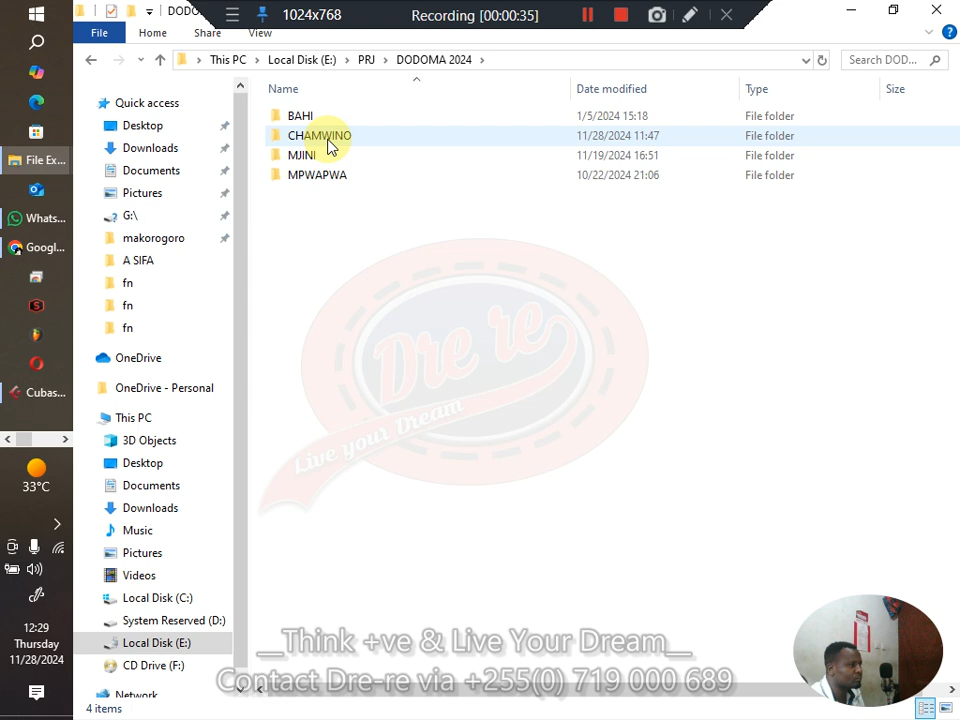 DODO
1024x768
Recording [00:00:35]
File
Home
Share
View
This PC
Local Disk (E:)
PRJ
DODOMA 2024
Search DOD...
Name
Date modified
Type
Size
BAHI
1/5/2024 15:18
File folder
CHAMWINO
11/28/2024 11:47
File folder
MJINI
11/19/2024 16:51
File folder
MPWAPWA
10/22/2024 21:06
File folder
Quick access
Desktop
Downloads
Documents
Pictures
G:\
makorogoro
A SIFA
fn
fn
fn
OneDrive
OneDrive - Personal
This PC
3D Objects
Desktop
Documents
Downloads
Music
Pictures
Videos
Local Disk (C:)
System Reserved (D:)
Local Disk (E:)
CD Drive (F:)
Network
4 items
File Ex...
Whats...
Googl...
Cubas...
33°C
12:29
Thursday
11/28/2024
Dre re
Live your Dream
__Think +ve & Live Your Dream__
Contact Dre-re via +255(0) 719 000 689